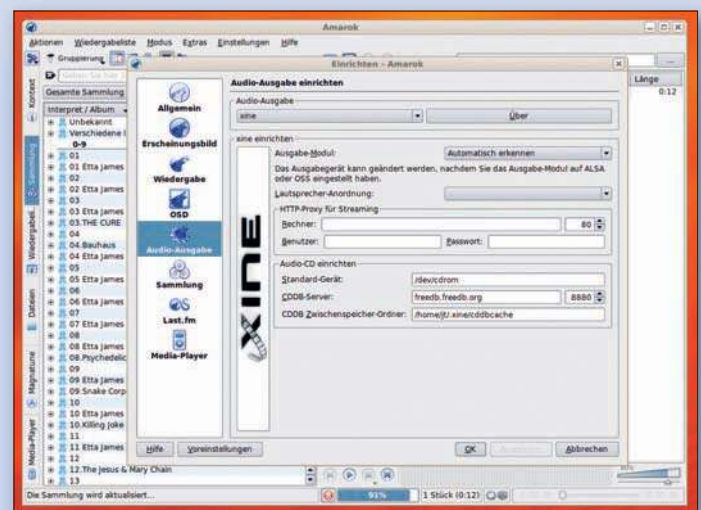 Amarok
Aktionen Wiedergabeliste Modus Extras Einstellungen Hilfe
Gruppierung
Einrichten - Amarok
Länge
0:12
Kontext
Sammlung
Wiedergabeli.
Dateien
Magnatune
Media-Player
Gesamte Sammlung
Interpret / Album
Unbekannt
Verschiedene
0-9
01
01 Etta James
02
02 Etta James
03
03 Etta James
03.THE CURE
04
04.Bauhaus
04 Etta James
05
05 Etta James
06
06 Etta James
07
07 Etta James
08
08 Etta James
08.Psychedelic
09
09 Etta James
09.Snake Corp
10
10 Etta James
10.Killing Joke
11
11 Etta James
12
12.The Jesus & Mary Chain
13
Allgemein
Erscheinungsbild
Wiedergabe
OSD
Audio-Ausgabe
Sammlung
Last.fm
Media-Player
Audio-Ausgabe einrichten
Audio-Ausgabe
xine
Über
xine einrichten
XINE
Ausgabe-Modul: Automatisch erkennen
Das Ausgabegerät kann geändert werden, nachdem Sie das Ausgabe-Modul auf ALSA
oder OSS eingestellt haben.
Lautsprecher-Anordnung:
HTTP-Proxy für Streaming
Rechner: 80
Benutzer: Passwort:
Audio-CD einrichten
Standard-Gerät: /dev/cdrom
CDDB-Server: freedb.freedb.org 8880
CDDB Zwischenspeicher-Ordner: /home/jt/.xine/cddbcache
Hilfe Voreinstellungen OK Abbrechen
Die Sammlung wird aktualisiert... 91% 1 Stück (0:12)